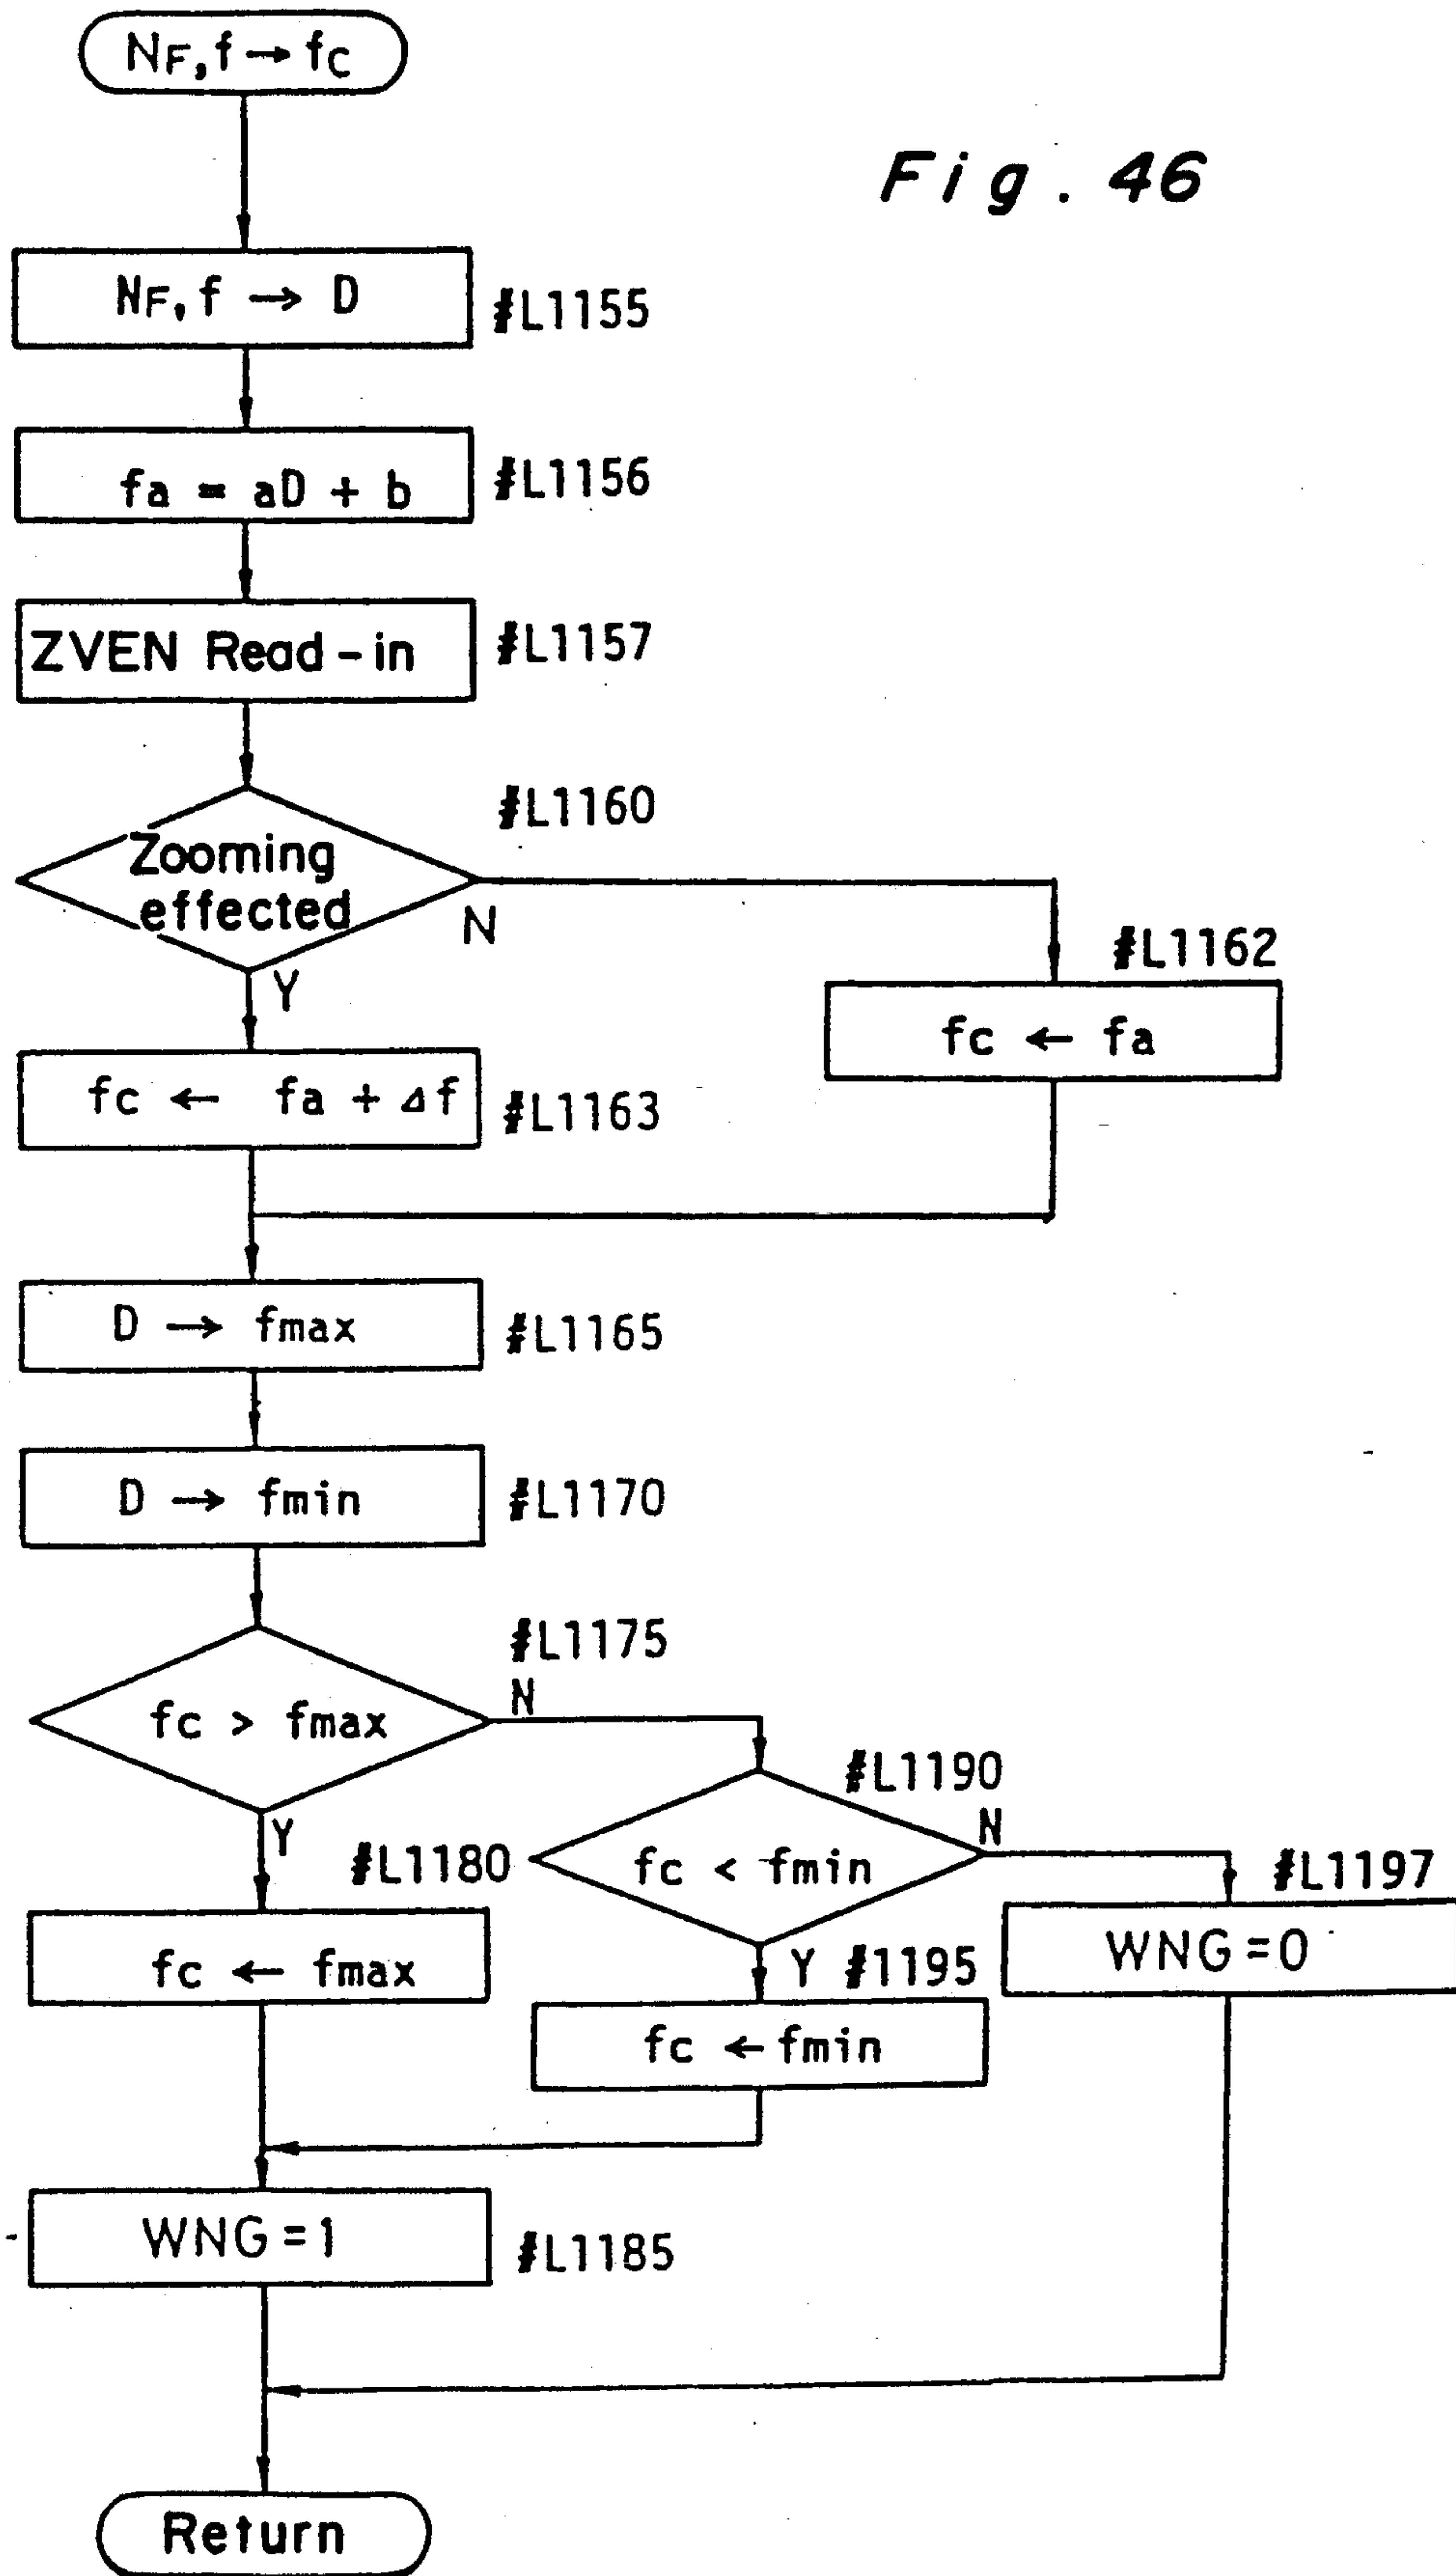 NF, f → fc
Fig. 46
NF, f → D
#L1155
fa = aD + b
#L1156
ZVEN Read-in
#L1157
#L1160
Zooming
effected
N
Y
#L1162
fc ← fa
fc ← fa + Δf
#L1163
D → fmax
#L1165
D → fmin
#L1170
#L1175
fc > fmax
N
Y
#L1190
fc < fmin
N
Y
#L1180
fc ← fmax
#1195
fc ← fmin
#L1197
WNG = 0
WNG = 1
#L1185
Return